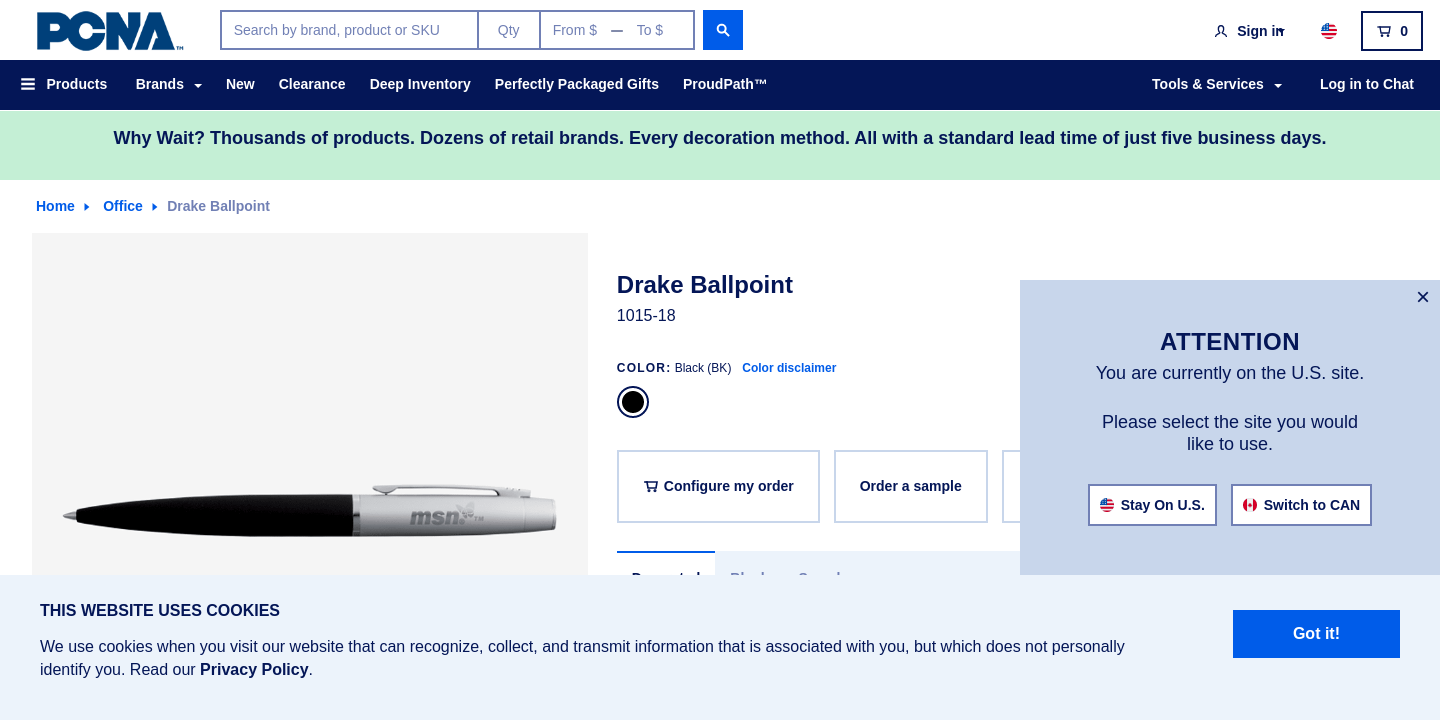 PCNA™
Search by brand, product or SKU Qty From $ — To $
Sign in 0
Products Brands New Clearance Deep Inventory Perfectly Packaged Gifts ProudPath™ Tools & Services Log in to Chat
Why Wait? Thousands of products. Dozens of retail brands. Every decoration method. All with a standard lead time of just five business days.
Home Office Drake Ballpoint
Drake Ballpoint
1015-18
COLOR: Black (BK) Color disclaimer
Configure my order Order a sample
msn
×
ATTENTION
You are currently on the U.S. site.
Please select the site you would
like to use.
Stay On U.S. Switch to CAN
THIS WEBSITE USES COOKIES
We use cookies when you visit our website that can recognize, collect, and transmit information that is associated with you, but which does not personally
identify you. Read our Privacy Policy.
Got it!